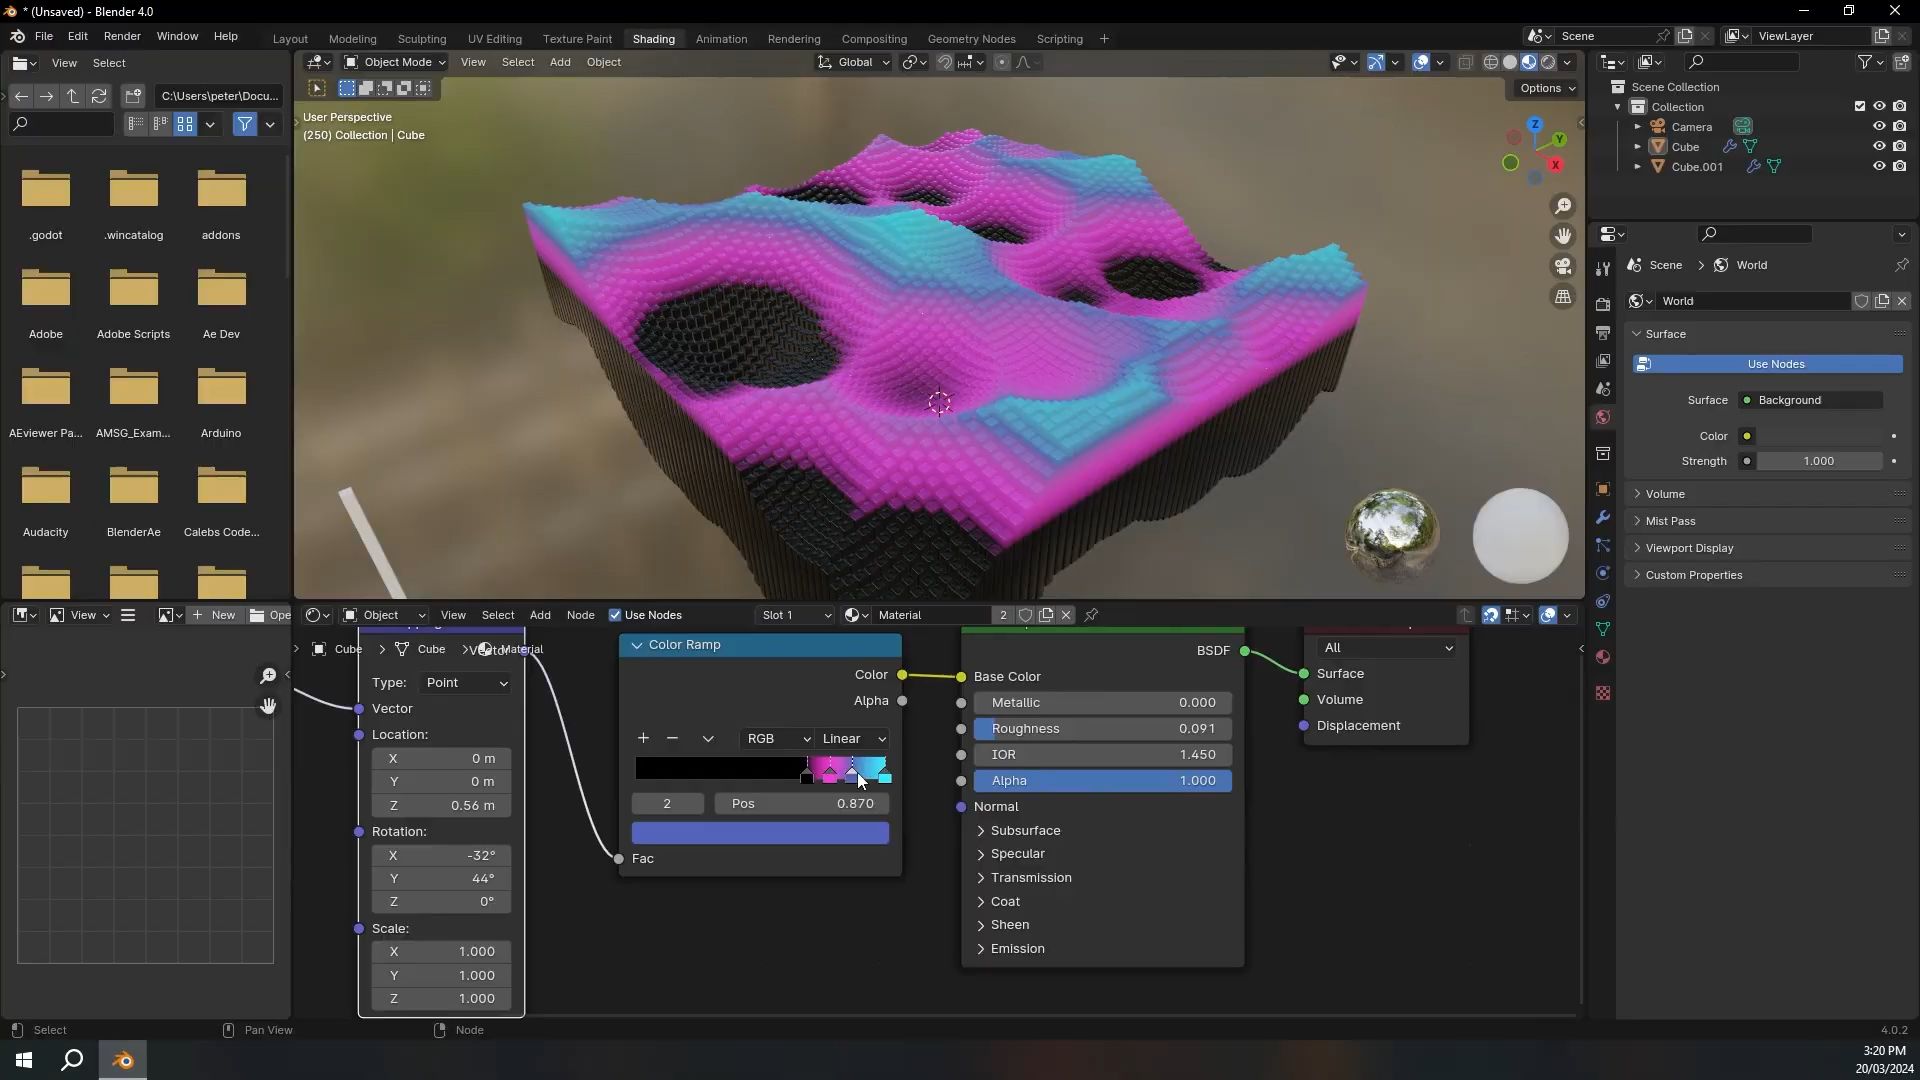 * (Unsaved) - Blender 4.0
File Edit Render Window Help
Layout Modeling Sculpting UV Editing Texture Paint Shading Animation Rendering Compositing Geometry Nodes Scripting +
Scene ViewLayer
View Select
Object Mode View Select Add Object Global
C:\Users\peter\Docu...
Options
User Perspective
(250) Collection | Cube
Z
Y
X
Scene Collection
Collection
Camera
Cube
Cube.001
.godot .wincatalog addons
Adobe Adobe Scripts Ae Dev
AEviewer Pa... AMSG_Exam... Arduino
Audacity BlenderAe Calebs Code...
Scene > World
World
Surface
Use Nodes
Surface Background
Color
Strength 1.000
Volume
Mist Pass
Viewport Display
Custom Properties
View + New Ope
Object View Select Add Node Use Nodes Slot 1 Material 2
Cube > Cube > Material
Vector
Type: Point
Vector
Location:
X 0 m
Y 0 m
Z 0.56 m
Rotation:
X -32°
Y 44°
Z 0°
Scale:
X 1.000
Y 1.000
Z 1.000
Color Ramp
Color
Alpha
RGB Linear
2 Pos 0.870
Fac
BSDF
Base Color
Metallic 0.000
Roughness 0.091
IOR 1.450
Alpha 1.000
Normal
Subsurface
Specular
Transmission
Coat
Sheen
Emission
All
Surface
Volume
Displacement
Select Pan View Node 4.0.2
3:20 PM
20/03/2024